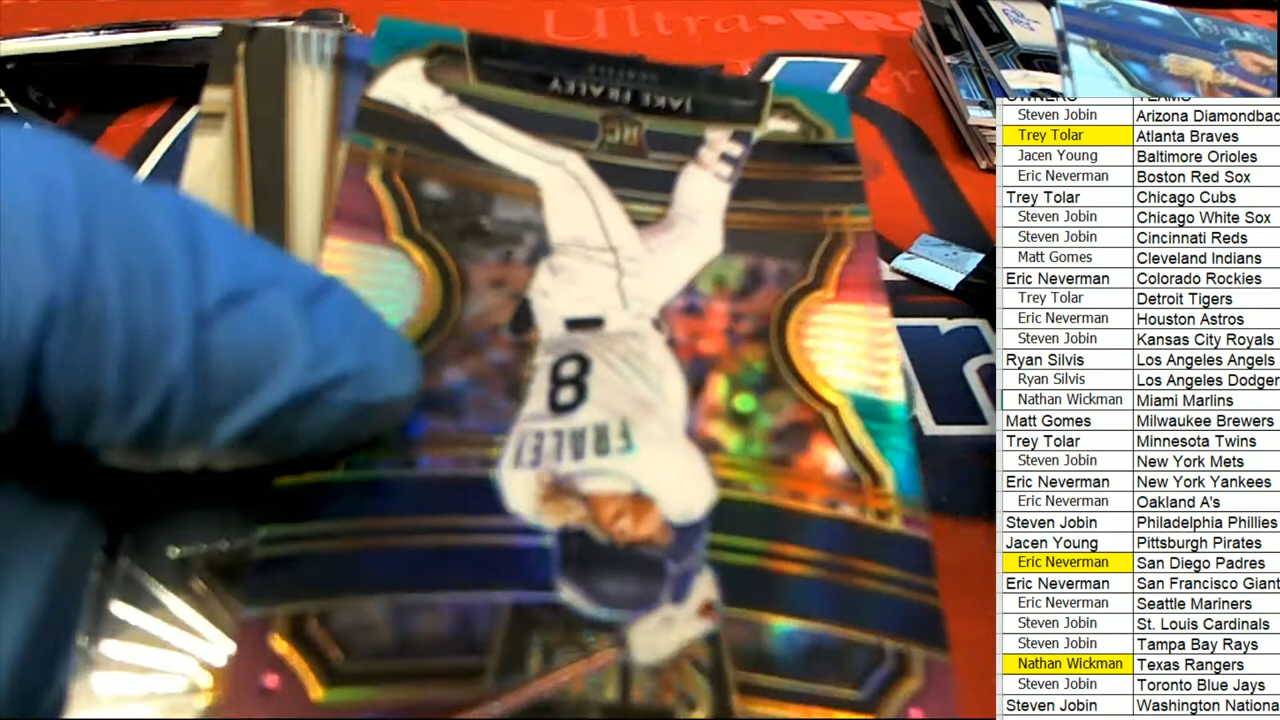 Ultra•PRO
JAKE FRALEY
SEATTLE
RC
8
FRALEY
OWNERS TEAMS
Steven Jobin Arizona Diamondbac
Trey Tolar Atlanta Braves
Jacen Young Baltimore Orioles
Eric Neverman Boston Red Sox
Trey Tolar Chicago Cubs
Steven Jobin Chicago White Sox
Steven Jobin Cincinnati Reds
Matt Gomes Cleveland Indians
Eric Neverman Colorado Rockies
Trey Tolar Detroit Tigers
Eric Neverman Houston Astros
Steven Jobin Kansas City Royals
Ryan Silvis Los Angeles Angels
Ryan Silvis Los Angeles Dodger
Nathan Wickman Miami Marlins
Matt Gomes Milwaukee Brewers
Trey Tolar Minnesota Twins
Steven Jobin New York Mets
Eric Neverman New York Yankees
Eric Neverman Oakland A's
Steven Jobin Philadelphia Phillies
Jacen Young Pittsburgh Pirates
Eric Neverman San Diego Padres
Eric Neverman San Francisco Giant
Eric Neverman Seattle Mariners
Steven Jobin St. Louis Cardinals
Steven Jobin Tampa Bay Rays
Nathan Wickman Texas Rangers
Steven Jobin Toronto Blue Jays
Steven Jobin Washington Nationa